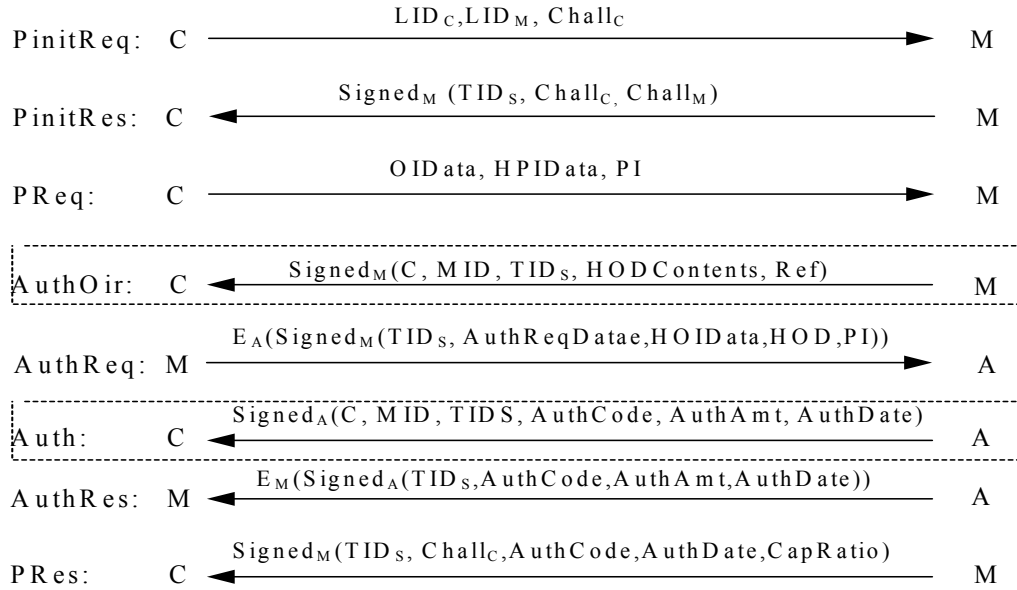 LID_C,LID_M, Chall_C
PinitReq: C M
Signed_M (TID_S, Chall_C, Chall_M)
PinitRes: C M
OIData, HPIData, PI
PReq: C M
Signed_M(C, MID, TID_S, HODContents, Ref)
AuthOir: C M
E_A(Signed_M(TID_S, AuthReqDatae,HOIData,HOD,PI))
AuthReq: M A
Signed_A(C, MID, TIDS, AuthCode, AuthAmt, AuthDate)
Auth: C A
E_M(Signed_A(TID_S,AuthCode,AuthAmt,AuthDate))
AuthRes: M A
Signed_M(TID_S, Chall_C,AuthCode,AuthDate,CapRatio)
PRes: C M